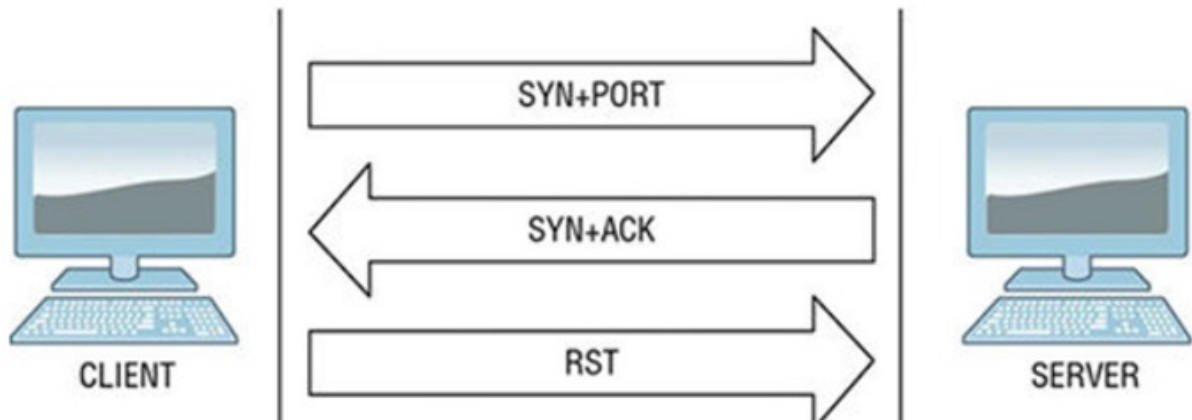 SYN+PORT
SYN+ACK
RST
CLIENT
SERVER